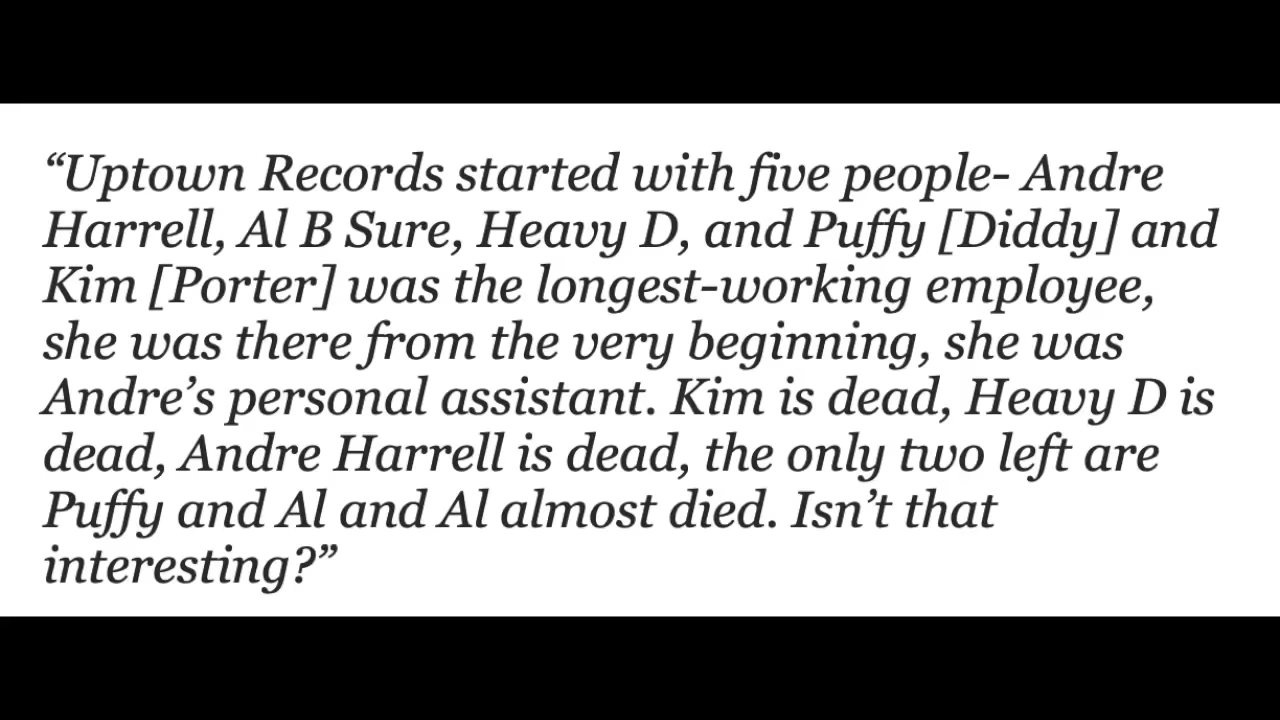 “Uptown Records started with five people- Andre
Harrell, Al B Sure, Heavy D, and Puffy [Diddy] and
Kim [Porter] was the longest-working employee,
she was there from the very beginning, she was
Andre’s personal assistant. Kim is dead, Heavy D is
dead, Andre Harrell is dead, the only two left are
Puffy and Al and Al almost died. Isn’t that
interesting?”